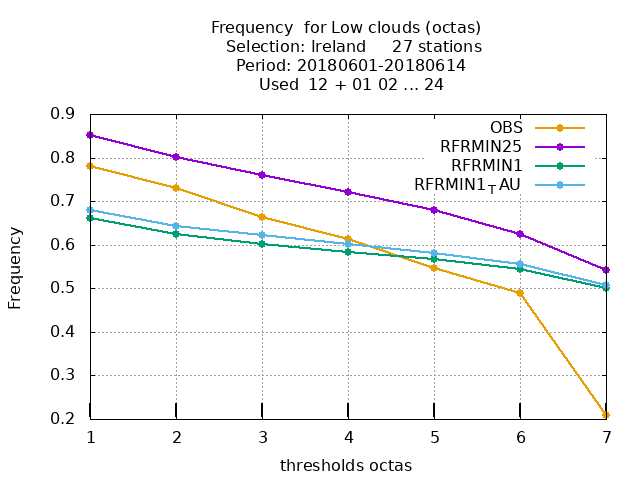 Frequency  for Low clouds (octas)
Selection: Ireland     27 stations
Period: 20180601-20180614
Used  12 + 01 02 ... 24
OBS
RFRMIN25
RFRMIN1
RFRMIN1_TAU
Frequency
0.9
0.8
0.7
0.6
0.5
0.4
0.3
0.2
1 2 3 4 5 6 7
thresholds octas